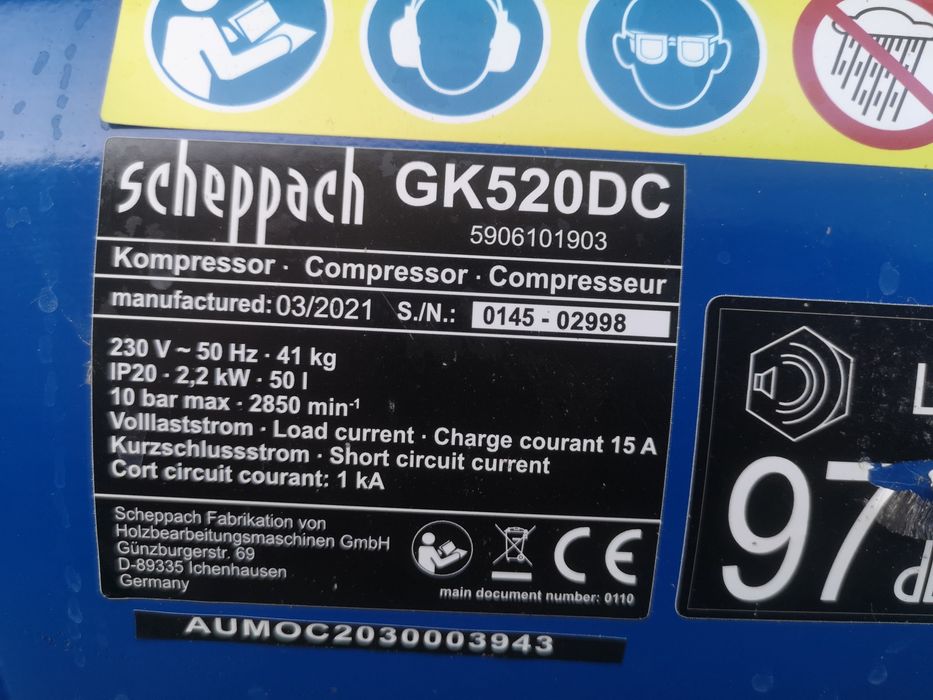 scheppach GK520DC
5906101903
Kompressor · Compressor · Compresseur
manufactured: 03/2021 S./N.: 0145 - 02998
230 V ~ 50 Hz · 41 kg
IP20 · 2,2 kW · 50 l
10 bar max · 2850 min-1
Volllaststrom · Load current · Charge courant 15 A
Kurzschlussstrom · Short circuit current
Cort circuit courant: 1 kA
Scheppach Fabrikation von
Holzbearbeitungsmaschinen GmbH
Günzburgerstr. 69
D-89335 Ichenhausen
Germany
CE
main document number: 0110
AUMOC2030003943
L
97